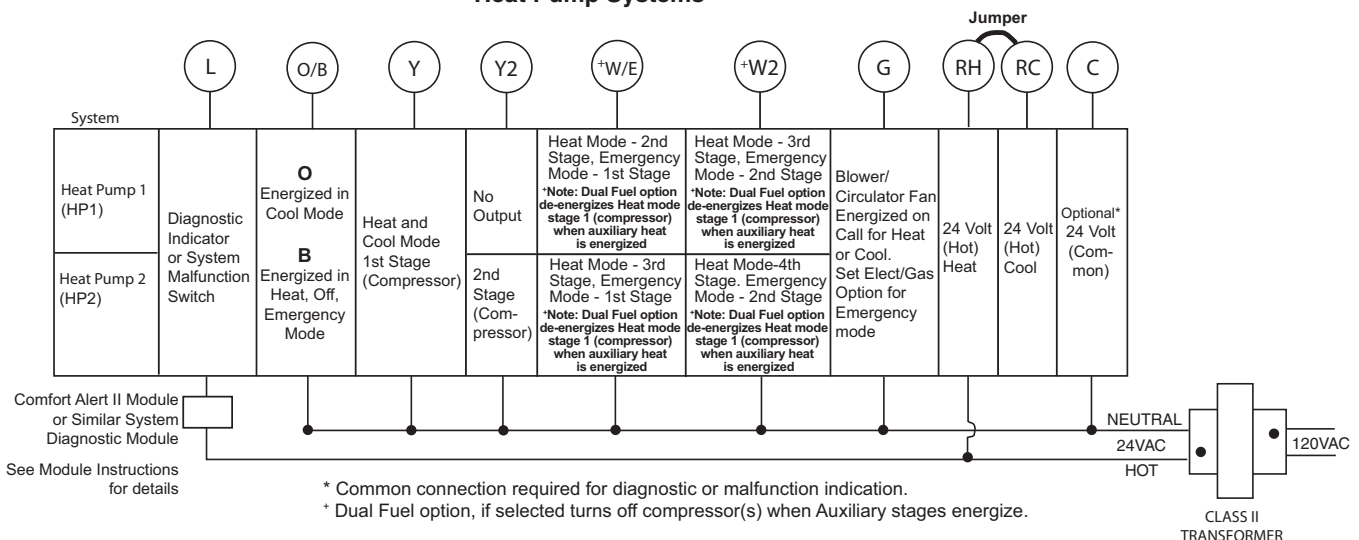 Heat Pump Systems
Jumper
L
O/B
Y
Y2
+W/E
+W2
G
RH
RC
C
System
Heat Pump 1
(HP1)
Heat Pump 2
(HP2)
Diagnostic
Indicator
or System
Malfunction
Switch
O
Energized in
Cool Mode
B
Energized in
Heat, Off,
Emergency
Mode
Heat and
Cool Mode
1st Stage
(Compressor)
No
Output
2nd
Stage
(Com-
pressor)
Heat Mode - 2nd
Stage, Emergency
Mode - 1st Stage
+Note: Dual Fuel option
de-energizes Heat mode
stage 1 (compressor)
when auxiliary heat
is energized
Heat Mode - 3rd
Stage, Emergency
Mode - 1st Stage
+Note: Dual Fuel option
de-energizes Heat mode
stage 1 (compressor)
when auxiliary heat
is energized
Heat Mode - 3rd
Stage, Emergency
Mode - 2nd Stage
+Note: Dual Fuel option
de-energizes Heat mode
stage 1 (compressor)
when auxiliary heat
is energized
Heat Mode-4th
Stage. Emergency
Mode - 2nd Stage
+Note: Dual Fuel option
de-energizes Heat mode
stage 1 (compressor)
when auxiliary heat
is energized
Blower/
Circulator Fan
Energized on
Call for Heat
or Cool.
Set Elect/Gas
Option for
Emergency
mode
24 Volt
(Hot)
Heat
24 Volt
(Hot)
Cool
Optional*
24 Volt
(Com-
mon)
Comfort Alert II Module
or Similar System
Diagnostic Module
See Module Instructions
for details
NEUTRAL
24VAC
HOT
120VAC
CLASS II
TRANSFORMER
* Common connection required for diagnostic or malfunction indication.
+ Dual Fuel option, if selected turns off compressor(s) when Auxiliary stages energize.